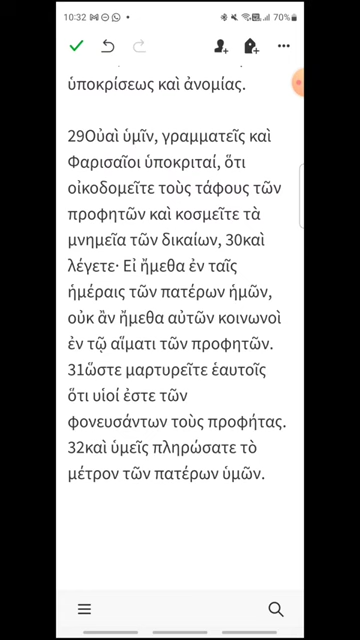 10:32
70%
ὑποκρίσεως καὶ ἀνομίας.
29Οὐαὶ ὑμῖν, γραμματεῖς καὶ
Φαρισαῖοι ὑποκριταί, ὅτι
οἰκοδομεῖτε τοὺς τάφους τῶν
προφητῶν καὶ κοσμεῖτε τὰ
μνημεῖα τῶν δικαίων, 30καὶ
λέγετε· Εἰ ἤμεθα ἐν ταῖς
ἡμέραις τῶν πατέρων ἡμῶν,
οὐκ ἂν ἤμεθα αὐτῶν κοινωνοὶ
ἐν τῷ αἵματι τῶν προφητῶν.
31ὥστε μαρτυρεῖτε ἑαυτοῖς
ὅτι υἱοί ἐστε τῶν
φονευσάντων τοὺς προφήτας.
32καὶ ὑμεῖς πληρώσατε τὸ
μέτρον τῶν πατέρων ὑμῶν.